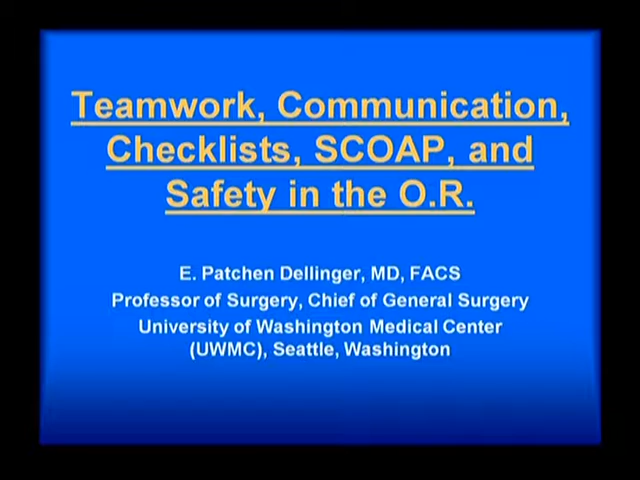 Teamwork, Communication,
Checklists, SCOAP, and
Safety in the O.R.
E. Patchen Dellinger, MD, FACS
Professor of Surgery, Chief of General Surgery
University of Washington Medical Center
(UWMC), Seattle, Washington